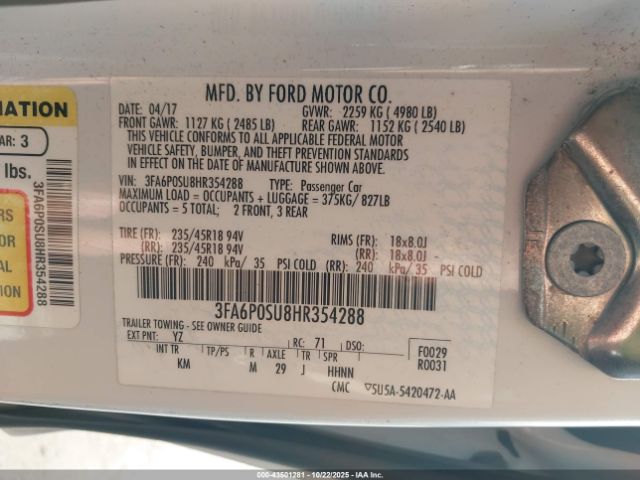 MFD. BY FORD MOTOR CO.
DATE: 04/17
GVWR: 2259 KG ( 4980 LB)
FRONT GAWR: 1127 KG ( 2485 LB)
REAR GAWR: 1152 KG ( 2540 LB)
THIS VEHICLE CONFORMS TO ALL APPLICABLE FEDERAL MOTOR
VEHICLE SAFETY, BUMPER, AND THEFT PREVENTION STANDARDS
IN EFFECT ON THE DATE OF MANUFACTURE SHOWN ABOVE.
VIN: 3FA6P0SU8HR354288 TYPE: Passenger Car
MAXIMUM LOAD = OCCUPANTS + LUGGAGE = 375KG/ 827LB
OCCUPANTS = 5 TOTAL; 2 FRONT, 3 REAR
TIRE (FR): 235/45R18 94V RIMS (FR): 18x8.0J
(RR): 235/45R18 94V (RR): 18x8.0J
PRESSURE (FR): 240 kPa/ 35 PSI COLD (RR): 240 kPa/ 35 PSI COLD
3FA6P0SU8HR354288
TRAILER TOWING - SEE OWNER GUIDE
EXT PNT: YZ RC: 71 DSO: F0029
INT TR TP/PS R AXLE TR SPR R0031
KM M 29 J HHNN
CMC ▽SU5A-5420472-AA
MATION
AR: 3
lbs.
RS
OR
AL
NS
3FA6P0SU8HR354288
000-43501281 - 10/22/2025 - Copyright © IAA Inc.